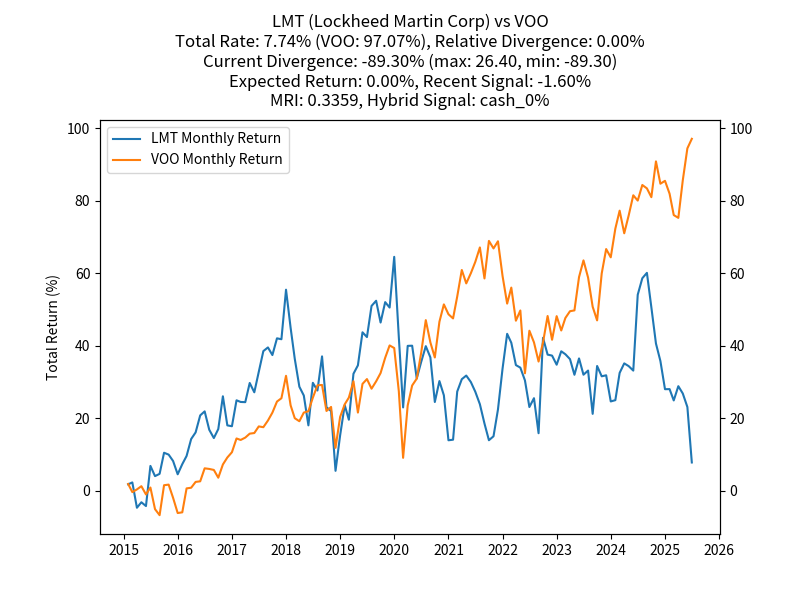 LMT (Lockheed Martin Corp) vs VOO
Total Rate: 7.74% (VOO: 97.07%), Relative Divergence: 0.00%
Current Divergence: -89.30% (max: 26.40, min: -89.30)
Expected Return: 0.00%, Recent Signal: -1.60%
MRI: 0.3359, Hybrid Signal: cash_0%
LMT Monthly Return
VOO Monthly Return
Total Return (%)
100
80
60
40
20
0
100
80
60
40
20
0
2015 2016 2017 2018 2019 2020 2021 2022 2023 2024 2025 2026